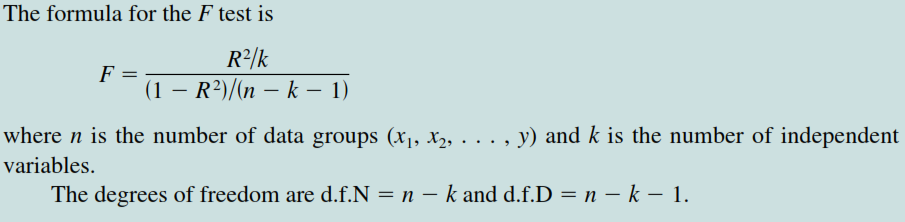 The formula for the F test is
F = R²/k / (1 − R²)/(n − k − 1)
where n is the number of data groups (x₁, x₂, . . . , y) and k is the number of independent
variables.
The degrees of freedom are d.f.N = n − k and d.f.D = n − k − 1.